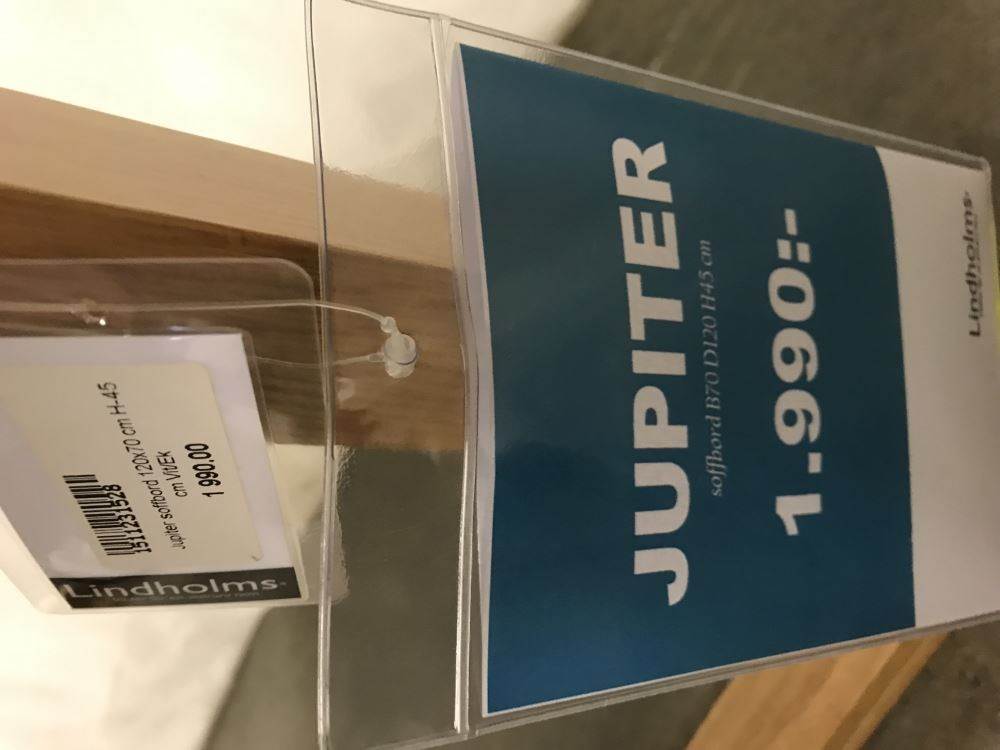 JUPITER
soffbord B70 D120 H45 cm
1.990:-
Lindholms
1511231528
Jupiter soffbord 120x70 cm H-45
cm Vit/Ek
1 990,00
Lindholms